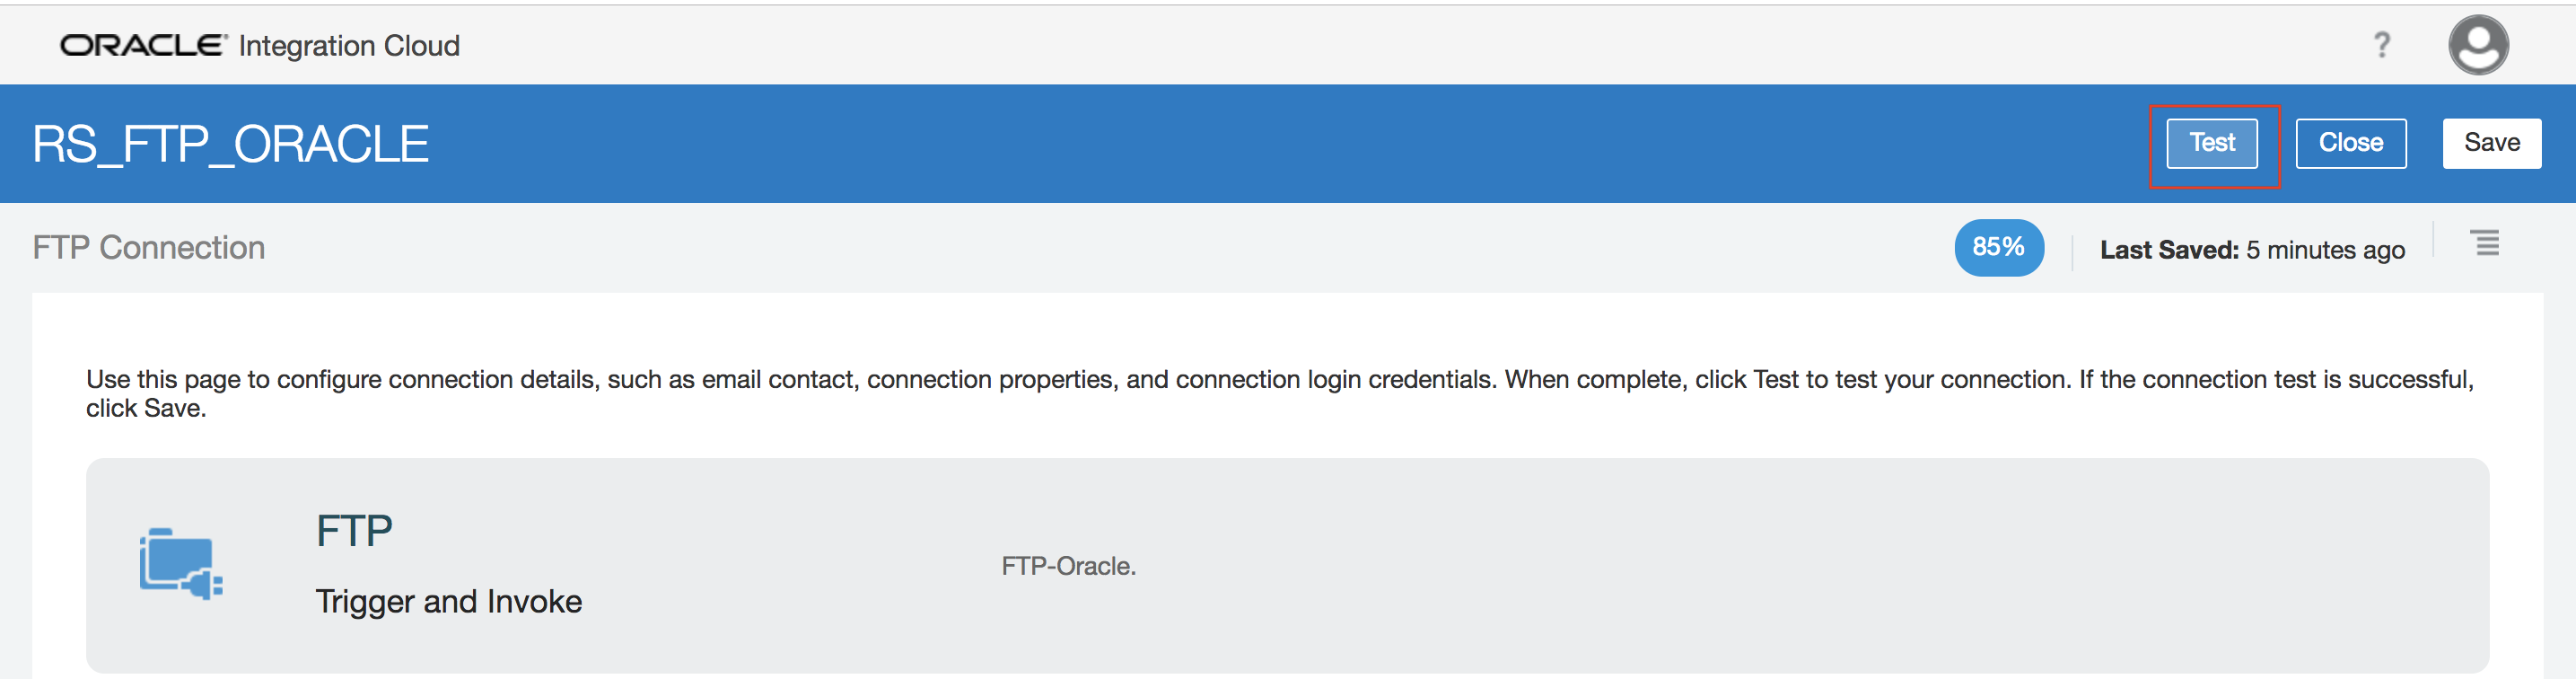 ORACLE® Integration Cloud
?
RS_FTP_ORACLE
Test
Close
Save
FTP Connection
85%
Last Saved: 5 minutes ago
Use this page to configure connection details, such as email contact, connection properties, and connection login credentials. When complete, click Test to test your connection. If the connection test is successful,
click Save.
FTP
Trigger and Invoke
FTP-Oracle.